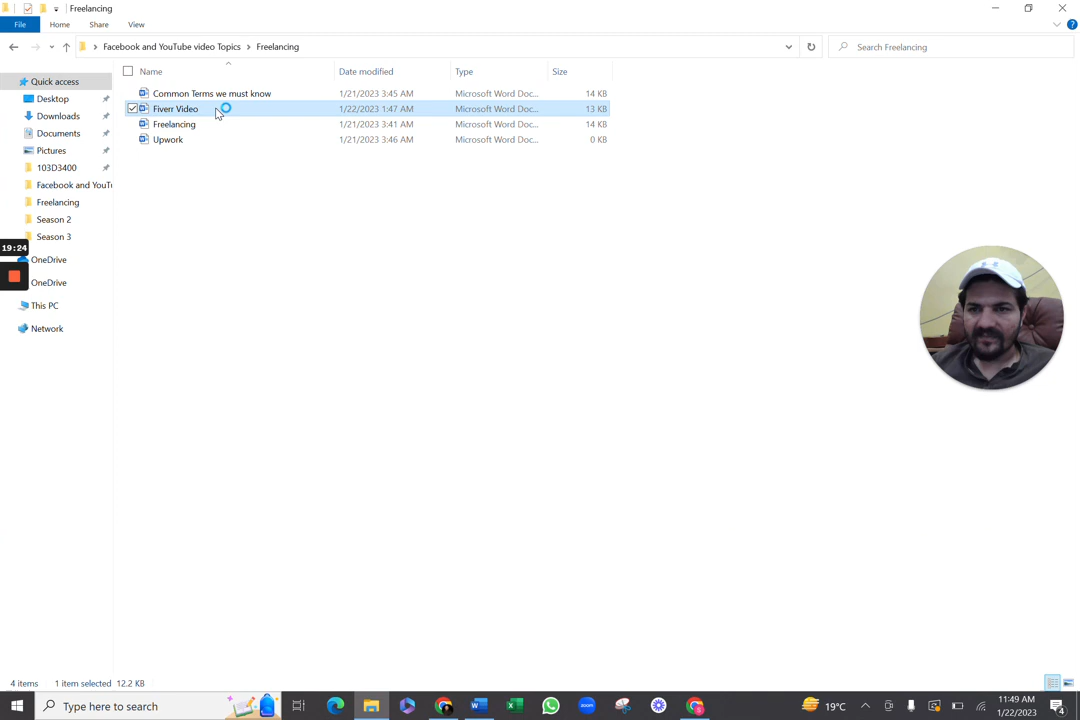 Freelancing
File Home Share View
Facebook and YouTube video Topics Freelancing Search Freelancing
Quick access
Desktop
Downloads
Documents
Pictures
103D3400
Facebook and YouTu
Freelancing
Season 2
Season 3
OneDrive
OneDrive
This PC
Network
19:24
Name Date modified Type Size
Common Terms we must know 1/21/2023 3:45 AM Microsoft Word Doc... 14 KB
Fiverr Video 1/22/2023 1:47 AM Microsoft Word Doc... 13 KB
Freelancing 1/21/2023 3:41 AM Microsoft Word Doc... 14 KB
Upwork 1/21/2023 3:46 AM Microsoft Word Doc... 0 KB
4 items 1 item selected 12.2 KB
Type here to search
zoom
19°C
11:49 AM
1/22/2023
4